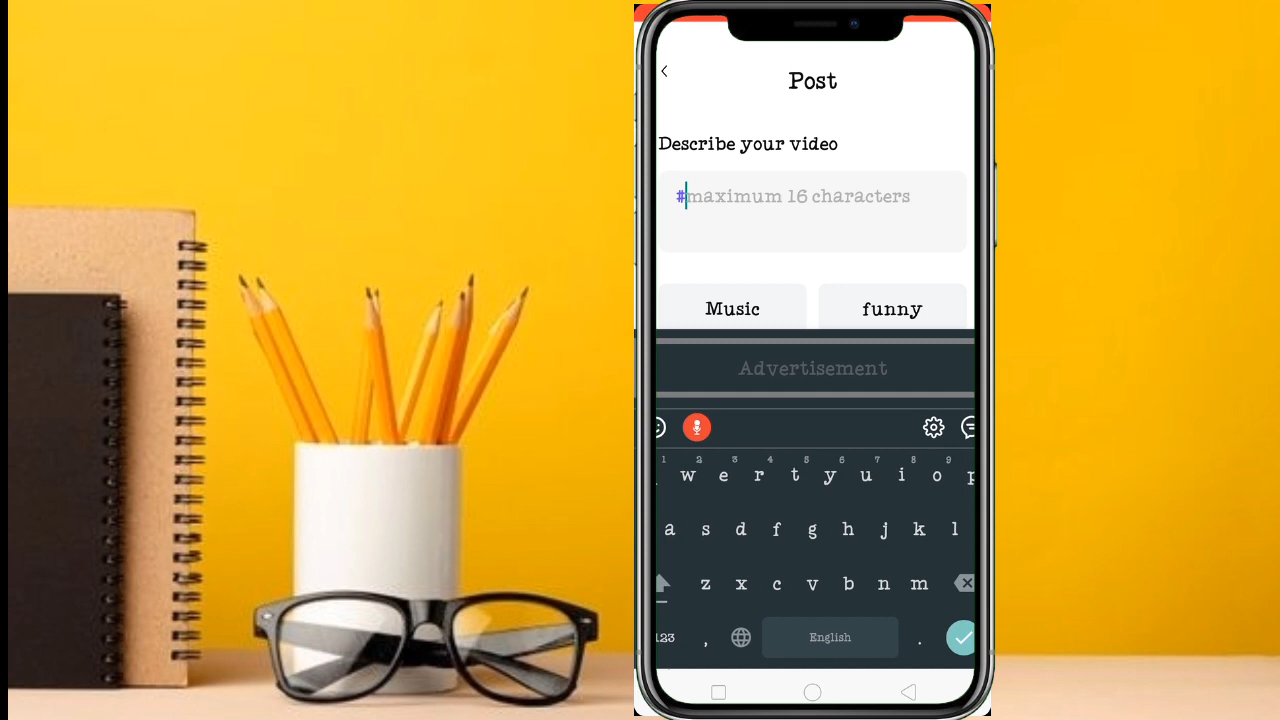 Post
Describe your video
#maximum 16 characters
Music funny
Advertisement
1 2 3 4 5 6 7 8 9
w e r t y u i o p
a s d f g h j k l
z x c v b n m
123 , English .